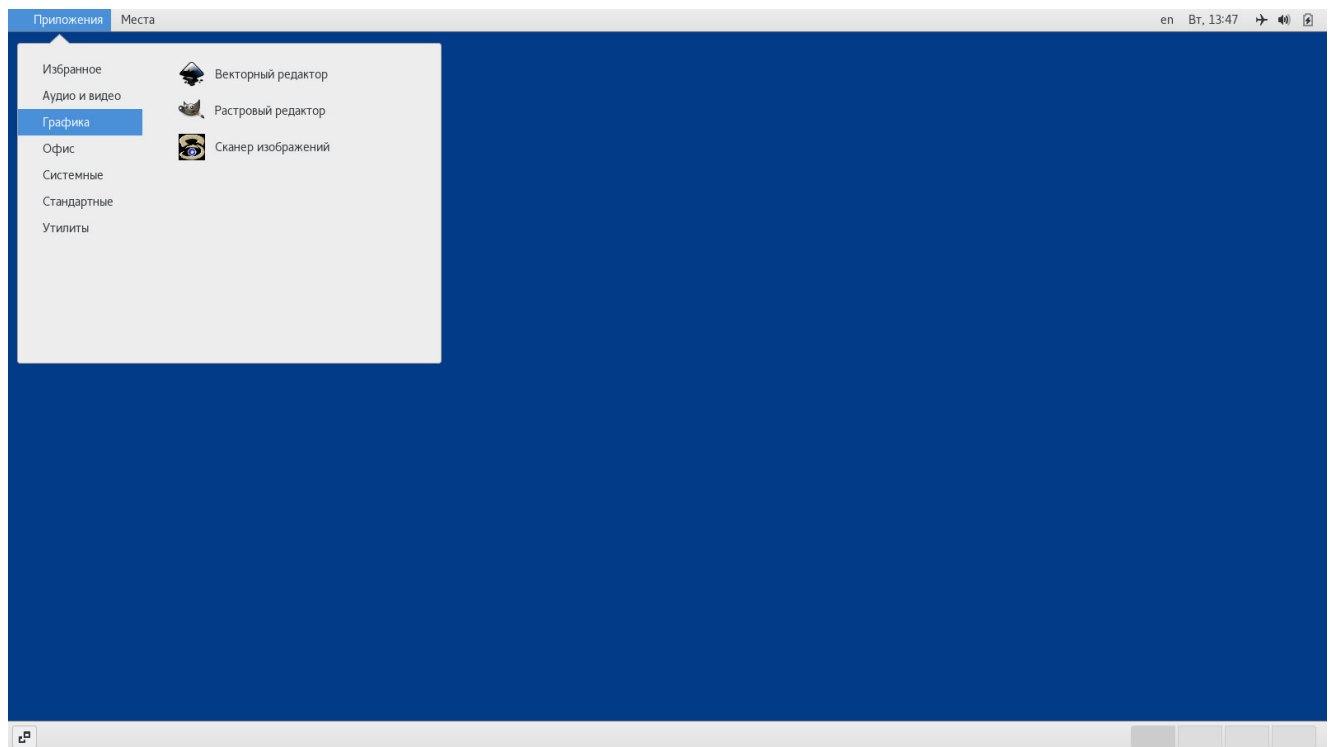 Приложения Места en Вт, 13:47
Избранное
Аудио и видео
Графика
Офис
Системные
Стандартные
Утилиты
Векторный редактор
Растровый редактор
Сканер изображений